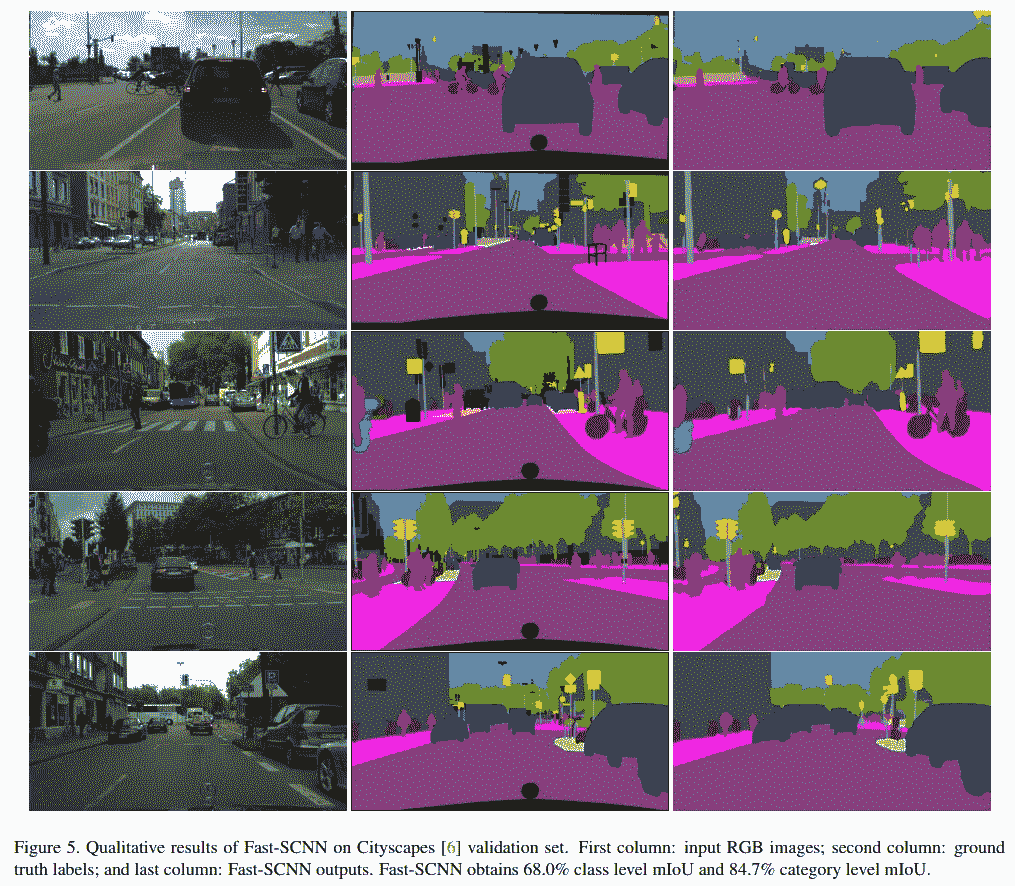 Figure 5. Qualitative results of Fast-SCNN on Cityscapes [6] validation set. First column: input RGB images; second column: ground
truth labels; and last column: Fast-SCNN outputs. Fast-SCNN obtains 68.0% class level mIoU and 84.7% category level mIoU.